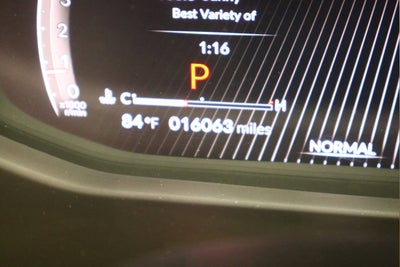 3
Best Variety of
2
1:16
1
P
0
x1000
r/min
C H
84°F 016063 miles
NORMAL